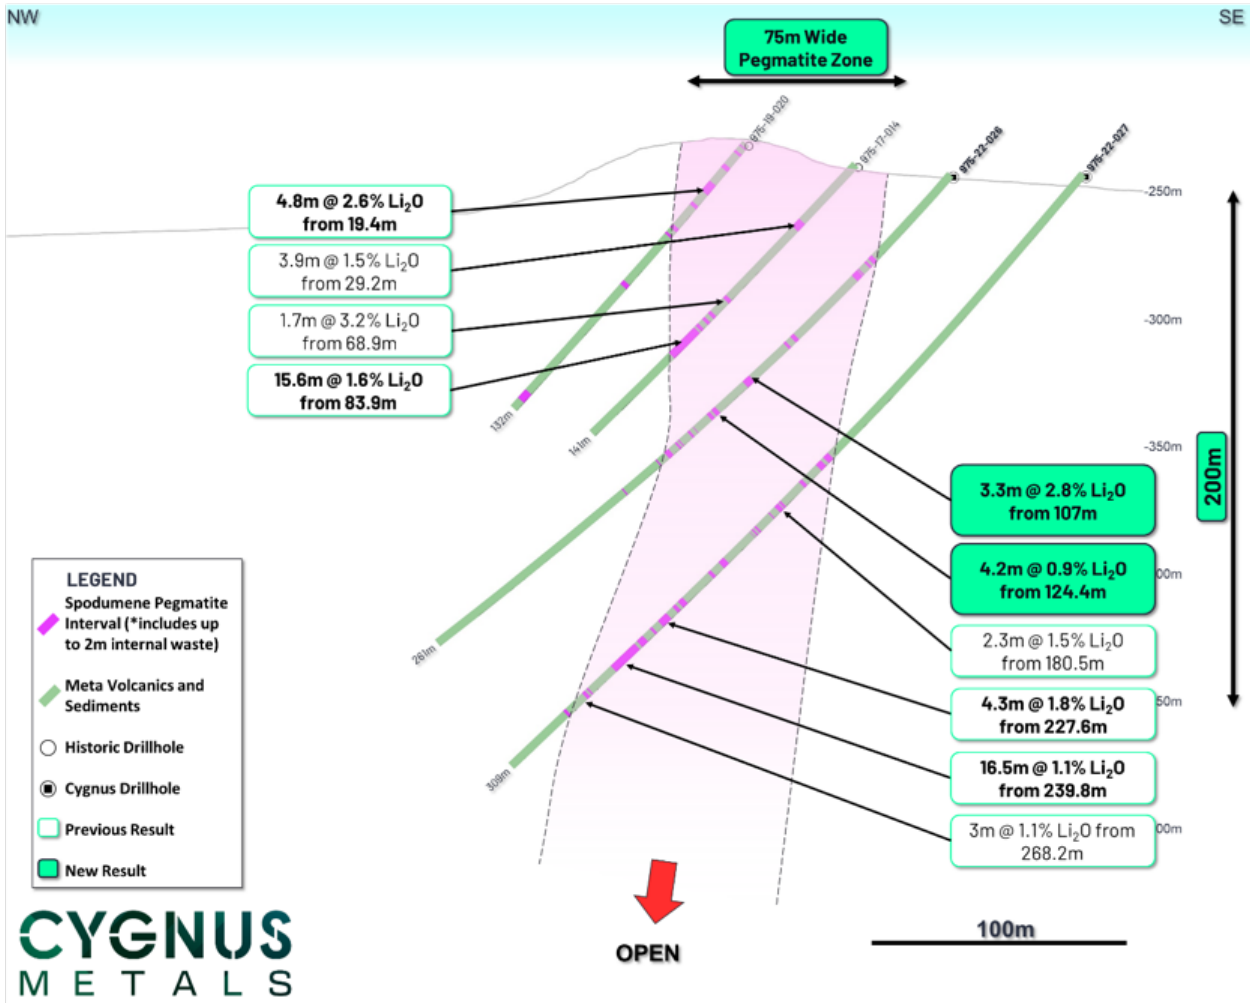 NW
SE
75m Wide
Pegmatite Zone
975-19-020
975-17-014
975-22-026
975-22-027
4.8m @ 2.6% Li₂O
from 19.4m
3.9m @ 1.5% Li₂O
from 29.2m
1.7m @ 3.2% Li₂O
from 68.9m
15.6m @ 1.6% Li₂O
from 83.9m
-250m
-300m
-350m
00m
50m
00m
200m
132m
141m
261m
309m
3.3m @ 2.8% Li₂O
from 107m
4.2m @ 0.9% Li₂O
from 124.4m
2.3m @ 1.5% Li₂O
from 180.5m
4.3m @ 1.8% Li₂O
from 227.6m
16.5m @ 1.1% Li₂O
from 239.8m
3m @ 1.1% Li₂O from
268.2m
LEGEND
Spodumene Pegmatite
Interval (*includes up
to 2m internal waste)
Meta Volcanics and
Sediments
Historic Drillhole
Cygnus Drillhole
Previous Result
New Result
CYGNUS
METALS
OPEN
100m